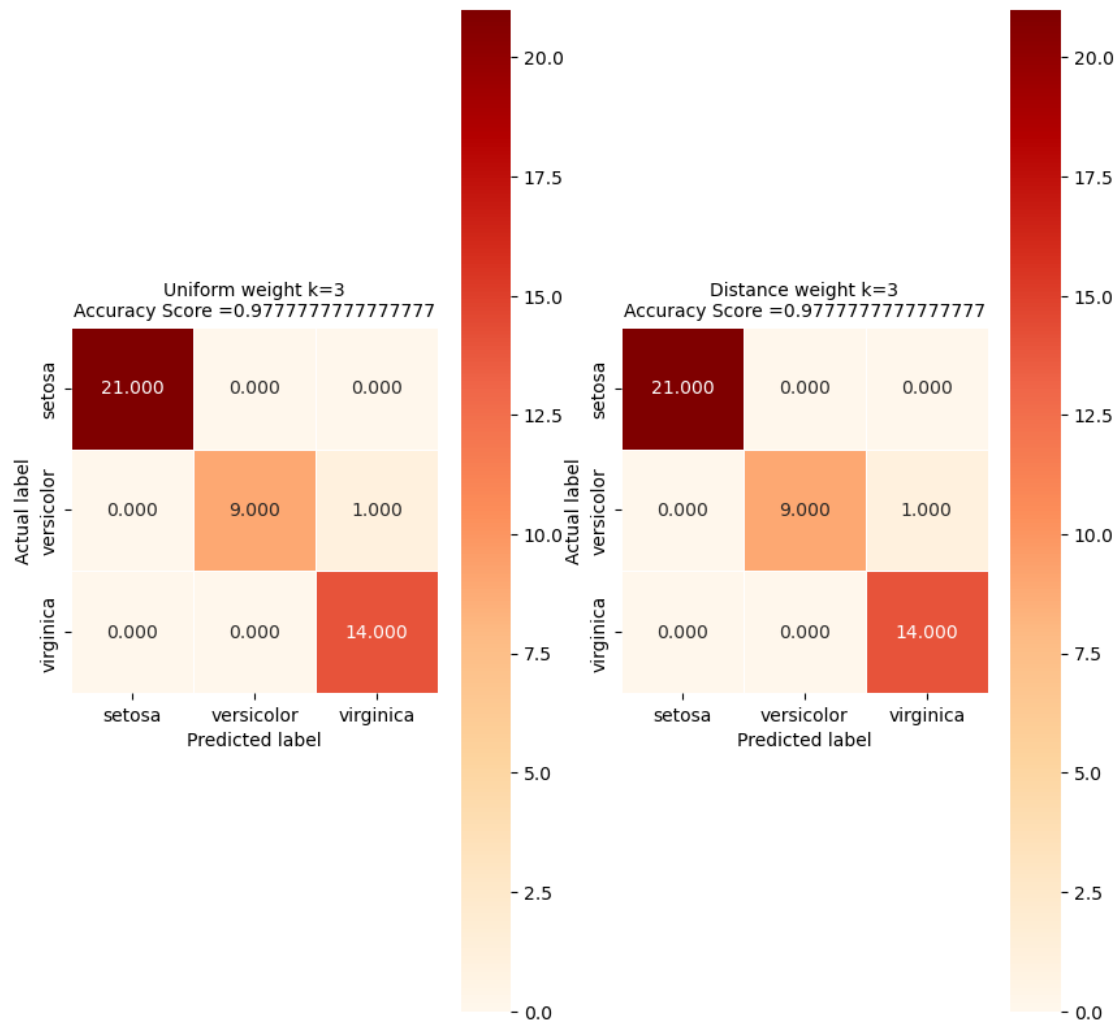 Uniform weight k=3
Accuracy Score =0.9777777777777777
Actual label
setosa
21.000 0.000 0.000
versicolor
0.000 9.000 1.000
virginica
0.000 0.000 14.000
setosa versicolor virginica
Predicted label
20.0
17.5
15.0
12.5
10.0
7.5
5.0
2.5
0.0
Distance weight k=3
Accuracy Score =0.9777777777777777
Actual label
setosa
21.000 0.000 0.000
versicolor
0.000 9.000 1.000
virginica
0.000 0.000 14.000
setosa versicolor virginica
Predicted label
20.0
17.5
15.0
12.5
10.0
7.5
5.0
2.5
0.0